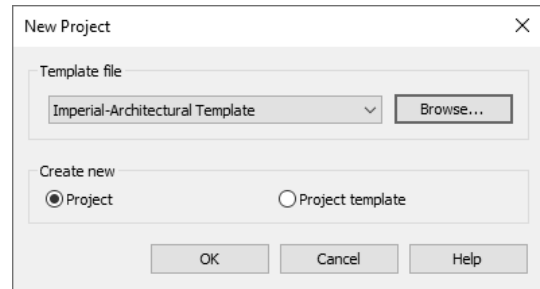 New Project
Template file
Imperial-Architectural Template
Browse...
Create new
Project
Project template
OK
Cancel
Help